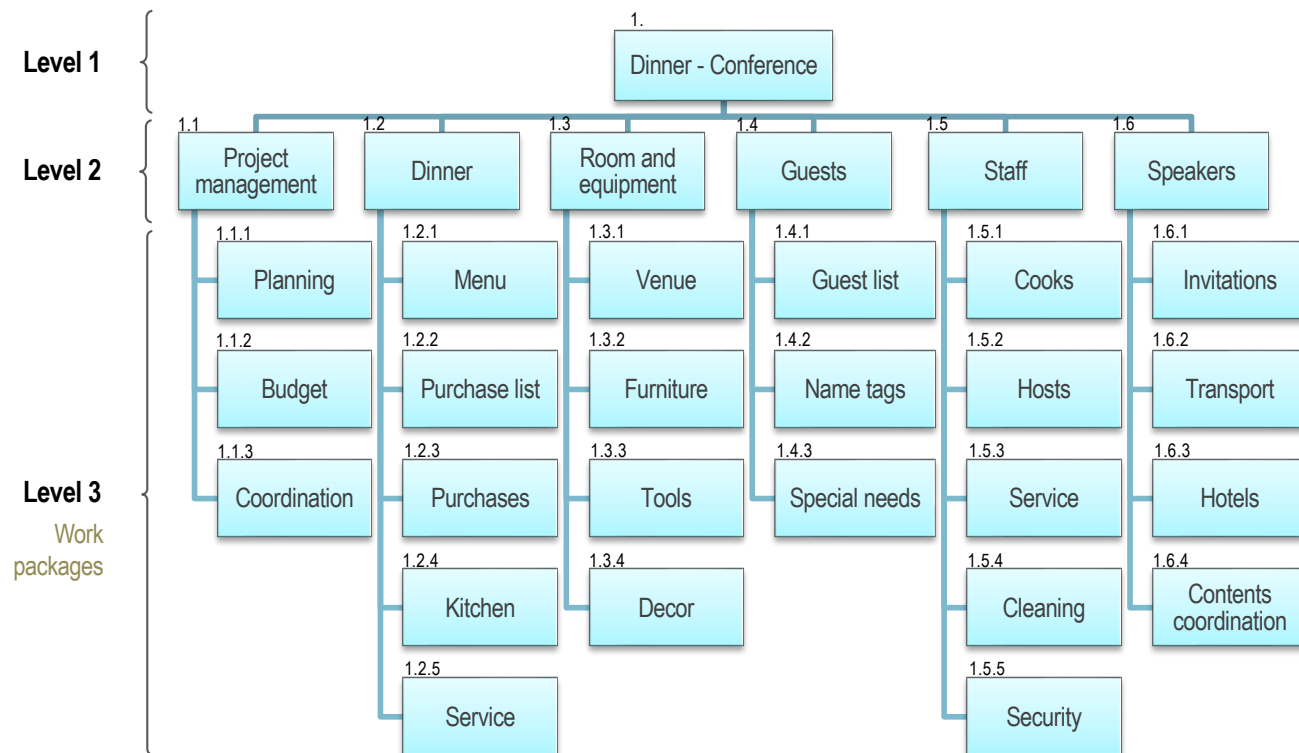 1.
Level 1
Dinner - Conference
1.1
1.2
1.3
1.4
1.5
1.6
Level 2
Project
management
Dinner
Room and
equipment
Guests
Staff
Speakers
1.1.1
1.2.1
1.3.1
1.4.1
1.5.1
1.6.1
Planning
Menu
Venue
Guest list
Cooks
Invitations
1.1.2
1.2.2
1.3.2
1.4.2
1.5.2
1.6.2
Budget
Purchase list
Furniture
Name tags
Hosts
Transport
1.1.3
1.2.3
1.3.3
1.4.3
1.5.3
1.6.3
Level 3
Work
packages
Coordination
Purchases
Tools
Special needs
Service
Hotels
1.2.4
1.3.4
1.5.4
1.6.4
Kitchen
Decor
Cleaning
Contents
coordination
1.2.5
1.5.5
Service
Security